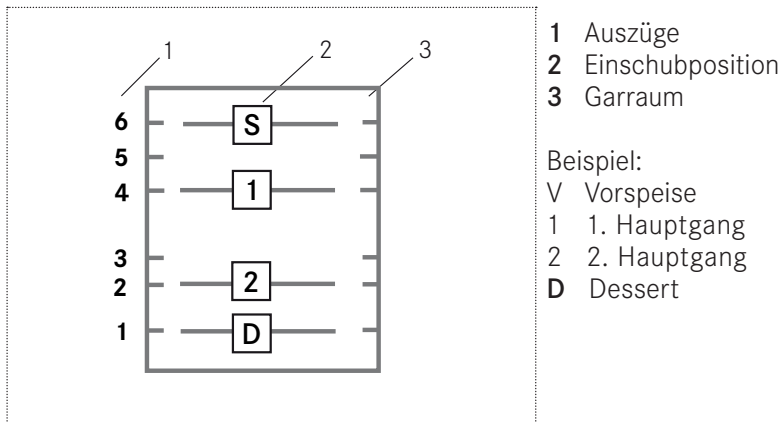 1 2 3
6 S
5
4 1
3
2 2
1 D
1 Auszüge
2 Einschubposition
3 Garraum
Beispiel:
V Vorspeise
1 1. Hauptgang
2 2. Hauptgang
D Dessert